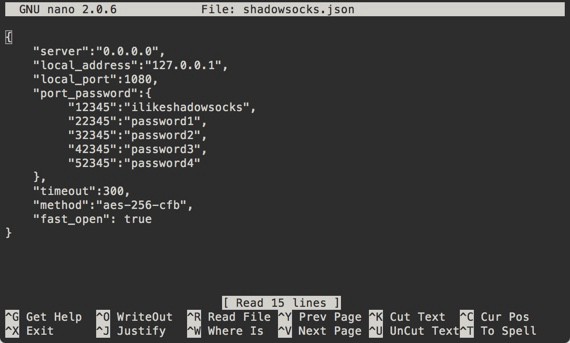 GNU nano 2.0.6 File: shadowsocks.json
{
"server":"0.0.0.0",
"local_address":"127.0.0.1",
"local_port":1080,
"port_password":{
"12345":"ilikeshadowsocks",
"22345":"password1",
"32345":"password2",
"42345":"password3",
"52345":"password4"
},
"timeout":300,
"method":"aes-256-cfb",
"fast_open": true
}
[ Read 15 lines ]
^G Get Help ^O WriteOut ^R Read File ^Y Prev Page ^K Cut Text ^C Cur Pos
^X Exit ^J Justify ^W Where Is ^V Next Page ^U UnCut Text^T To Spell